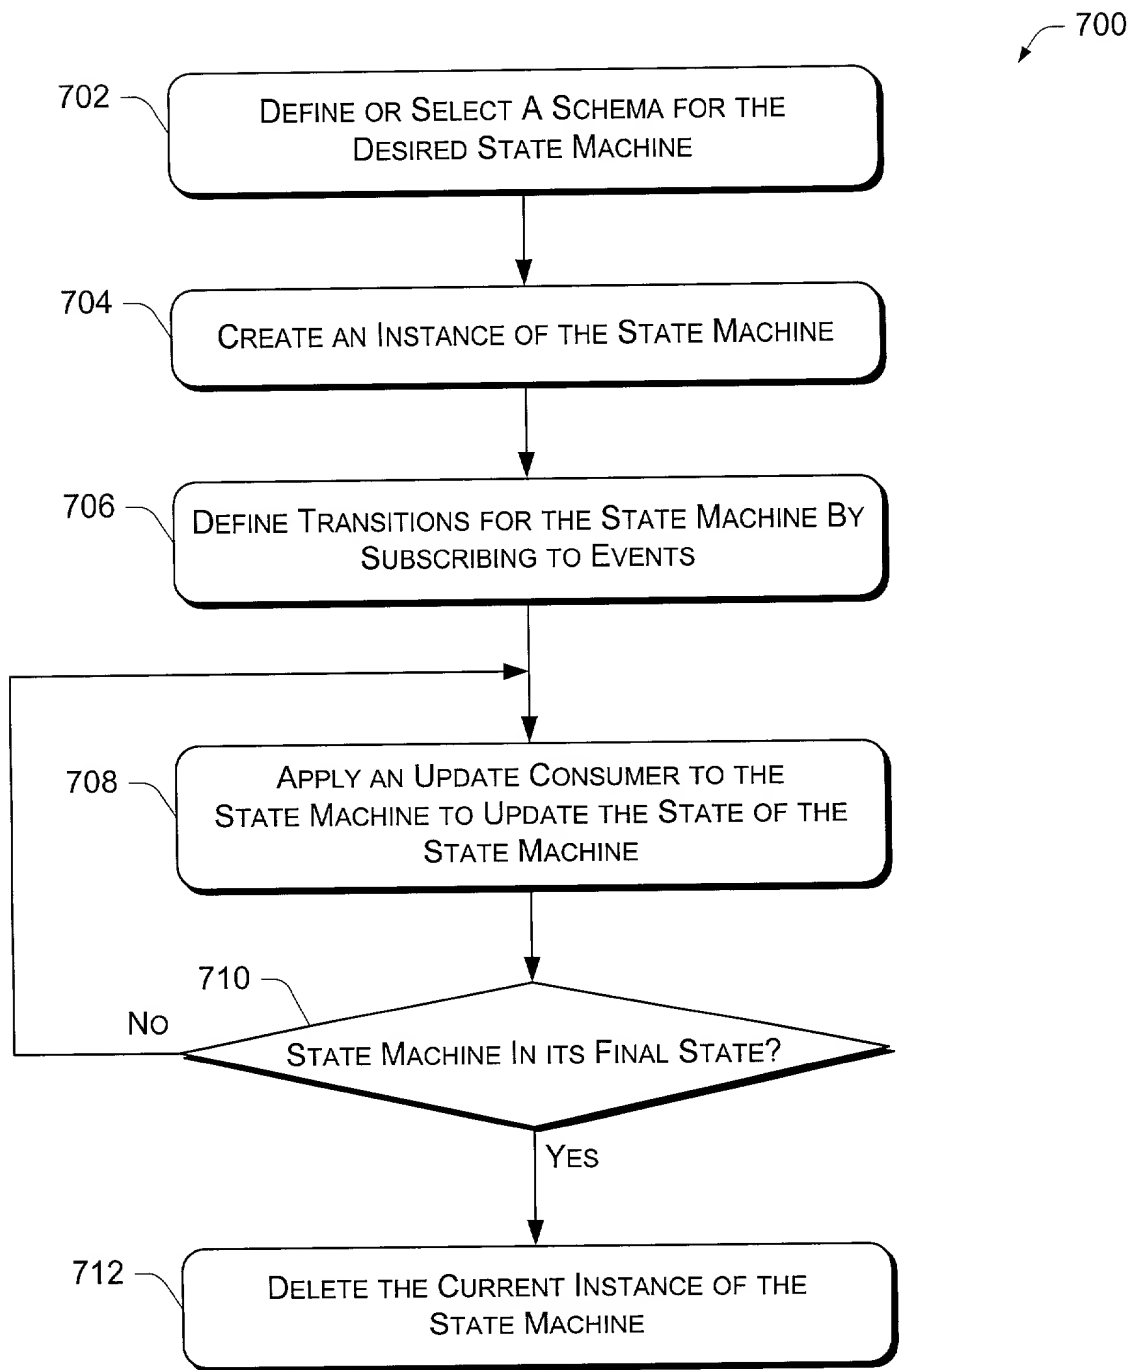 700
702
DEFINE OR SELECT A SCHEMA FOR THE
DESIRED STATE MACHINE
704
CREATE AN INSTANCE OF THE STATE MACHINE
706
DEFINE TRANSITIONS FOR THE STATE MACHINE BY
SUBSCRIBING TO EVENTS
708
APPLY AN UPDATE CONSUMER TO THE
STATE MACHINE TO UPDATE THE STATE OF THE
STATE MACHINE
710
NO
STATE MACHINE IN ITS FINAL STATE?
YES
712
DELETE THE CURRENT INSTANCE OF THE
STATE MACHINE